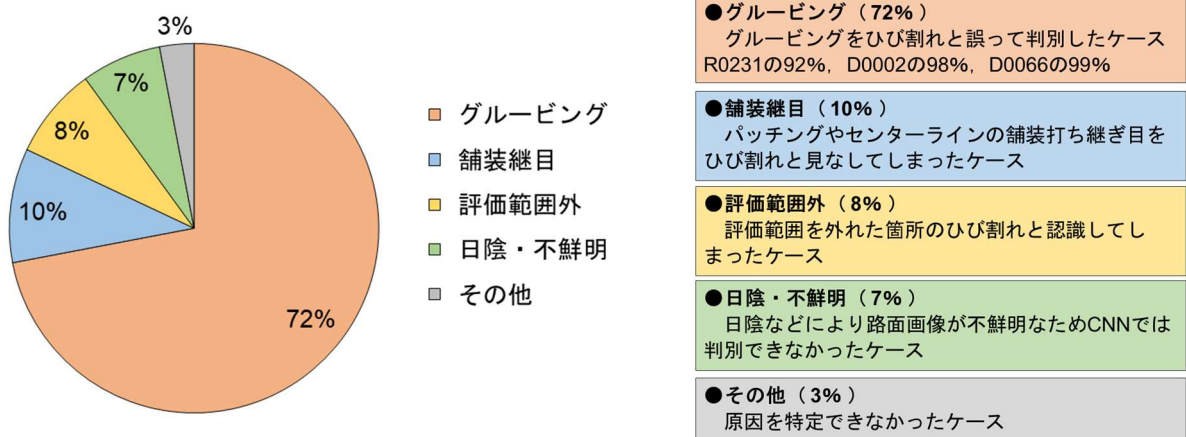 3%
7%
8%
10%
72%
グルービング
舗装継目
評価範囲外
日陰・不鮮明
その他
●グルービング（72%）
グルービングをひび割れと誤って判別したケース
R0231の92%，D0002の98%，D0066の99%
●舗装継目（10%）
パッチングやセンターラインの舗装打ち継ぎ目を
ひび割れと見なしてしまったケース
●評価範囲外（8%）
評価範囲を外れた箇所のひび割れと認識してし
まったケース
●日陰・不鮮明（7%）
日陰などにより路面画像が不鮮明なためCNNでは
判別できなかったケース
●その他（3%）
原因を特定できなかったケース